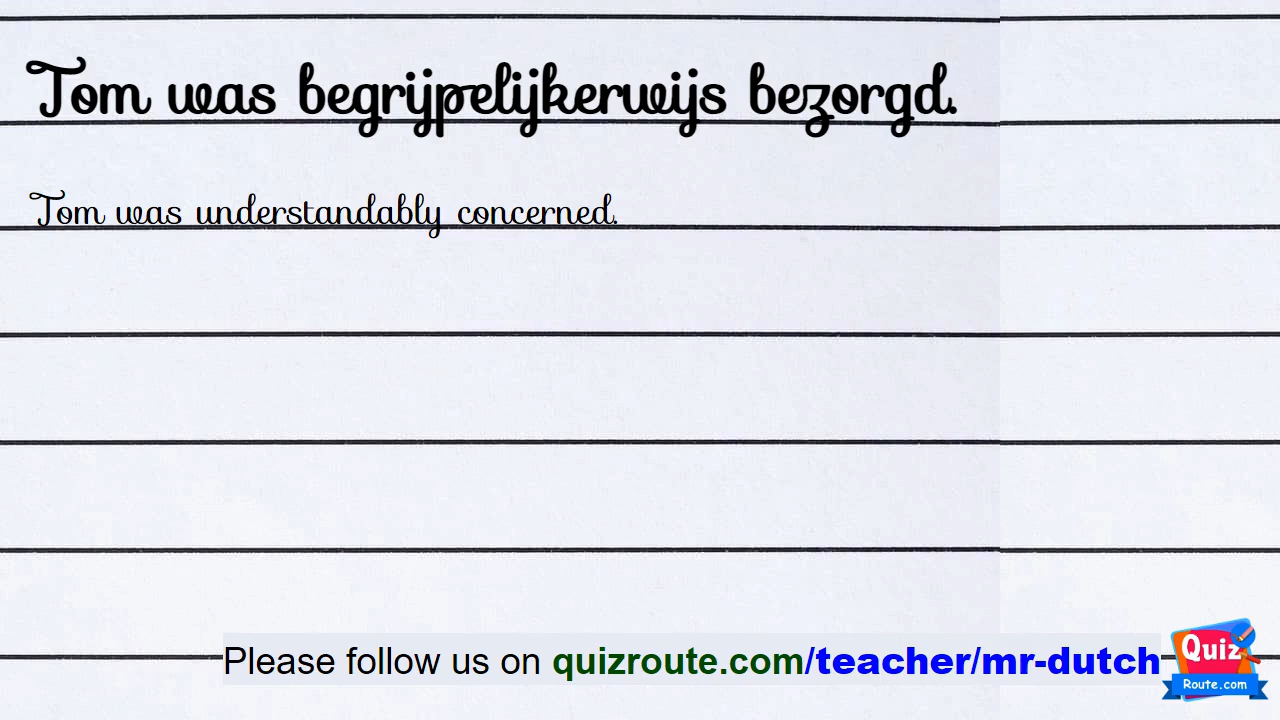 Tom was begrijpelijkerwijs bezorgd.
Tom was understandably concerned.
Please follow us on quizroute.com/teacher/mr-dutch
Quiz
Route.com